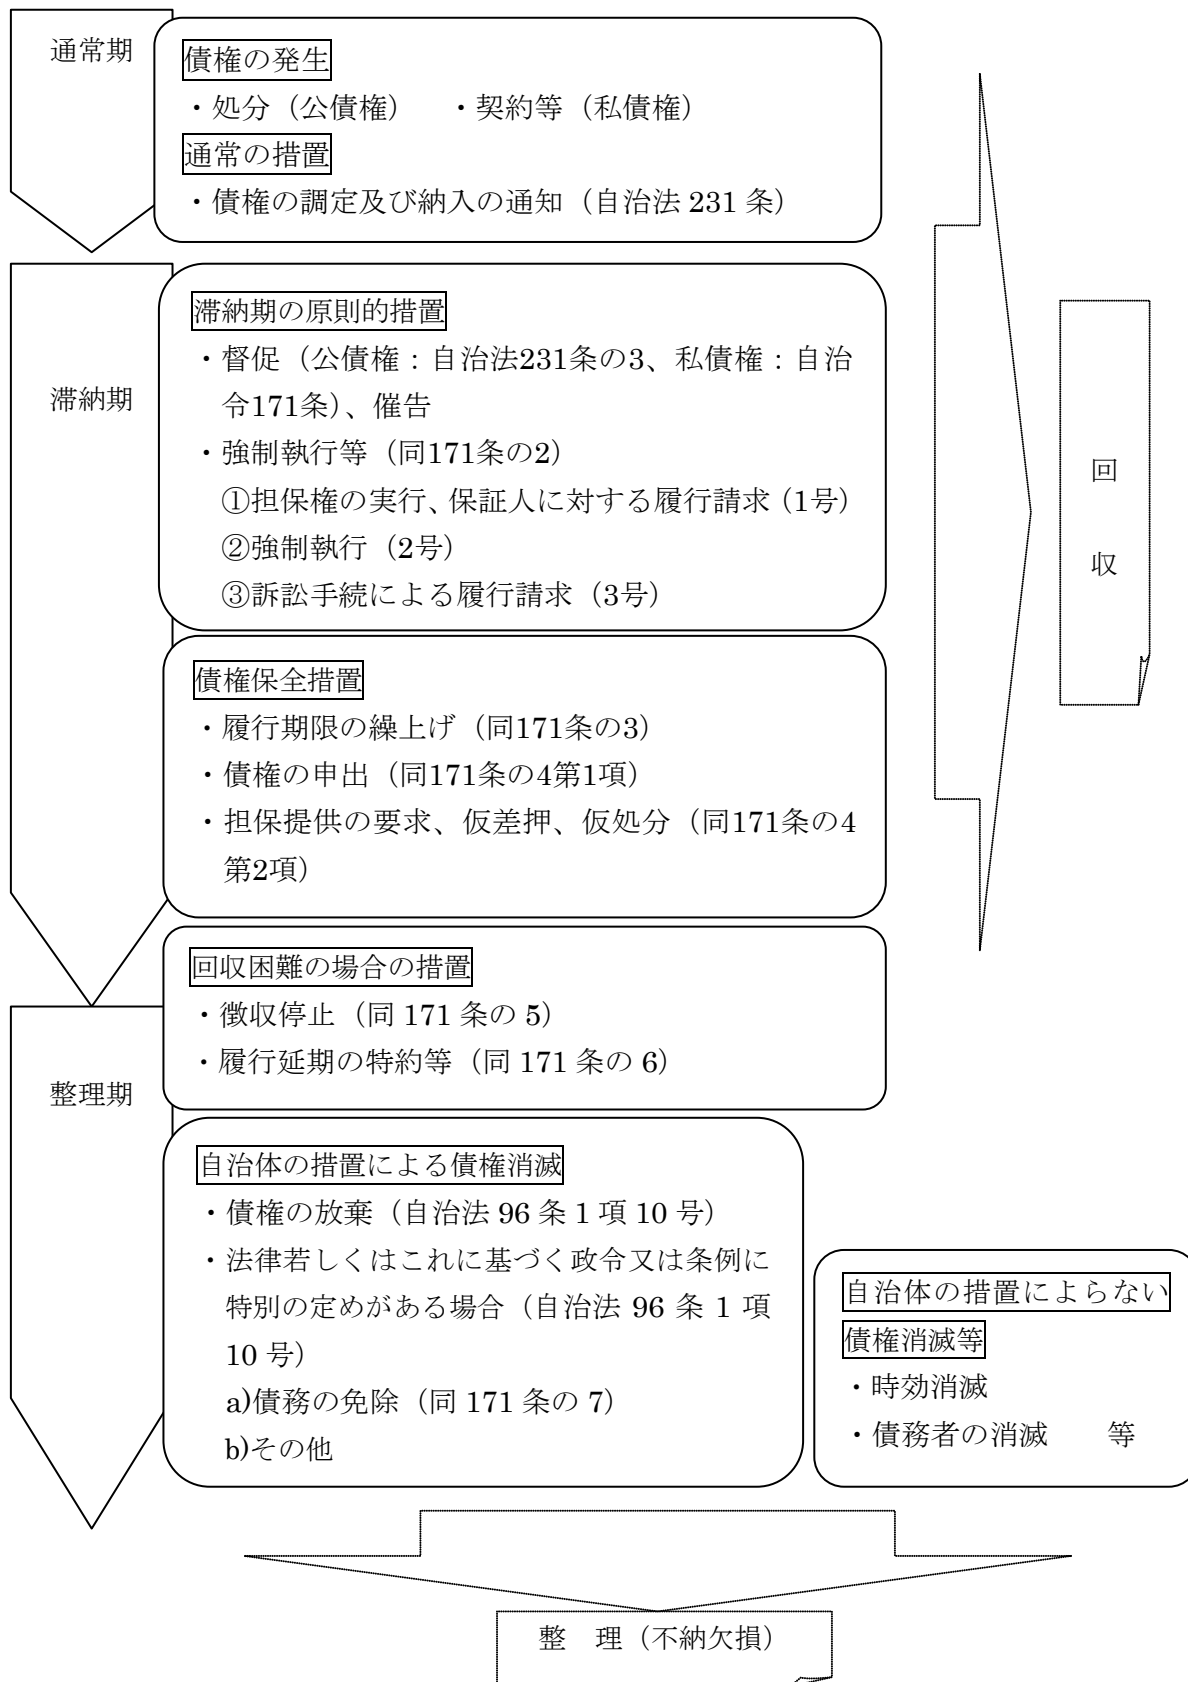 通常期
債権の発生
・処分（公債権）　・契約等（私債権）
通常の措置
・債権の調定及び納入の通知（自治法 231 条）
滞納期
滞納期の原則的措置
・督促（公債権：自治法231条の3、私債権：自治
令171条）、催告
・強制執行等（同171条の2）
①担保権の実行、保証人に対する履行請求（1号）
②強制執行（2号）
③訴訟手続による履行請求（3号）
債権保全措置
・履行期限の繰上げ（同171条の3）
・債権の申出（同171条の4第1項）
・担保提供の要求、仮差押、仮処分（同171条の4
第2項）
回
収
回収困難の場合の措置
・徴収停止（同 171 条の 5）
・履行延期の特約等（同 171 条の 6）
整理期
自治体の措置による債権消滅
・債権の放棄（自治法 96 条 1 項 10 号）
・法律若しくはこれに基づく政令又は条例に
特別の定めがある場合（自治法 96 条 1 項
10 号）
a)債務の免除（同 171 条の 7）
b)その他
自治体の措置によらない
債権消滅等
・時効消滅
・債務者の消滅　等
整　理（不納欠損）